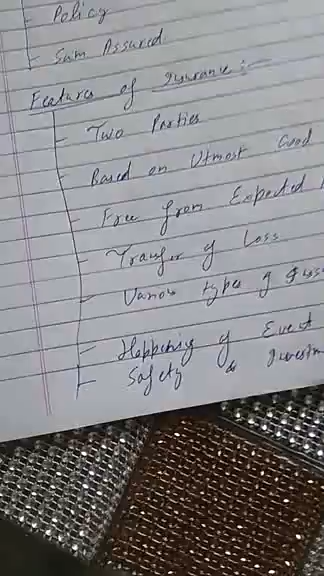 Policy
Sum Assured
Features of Insurance:-
Two Parties
Based on Utmost Good
Free from Expected
Transfer of Loss
Various types of
Happening of Event
Safety &